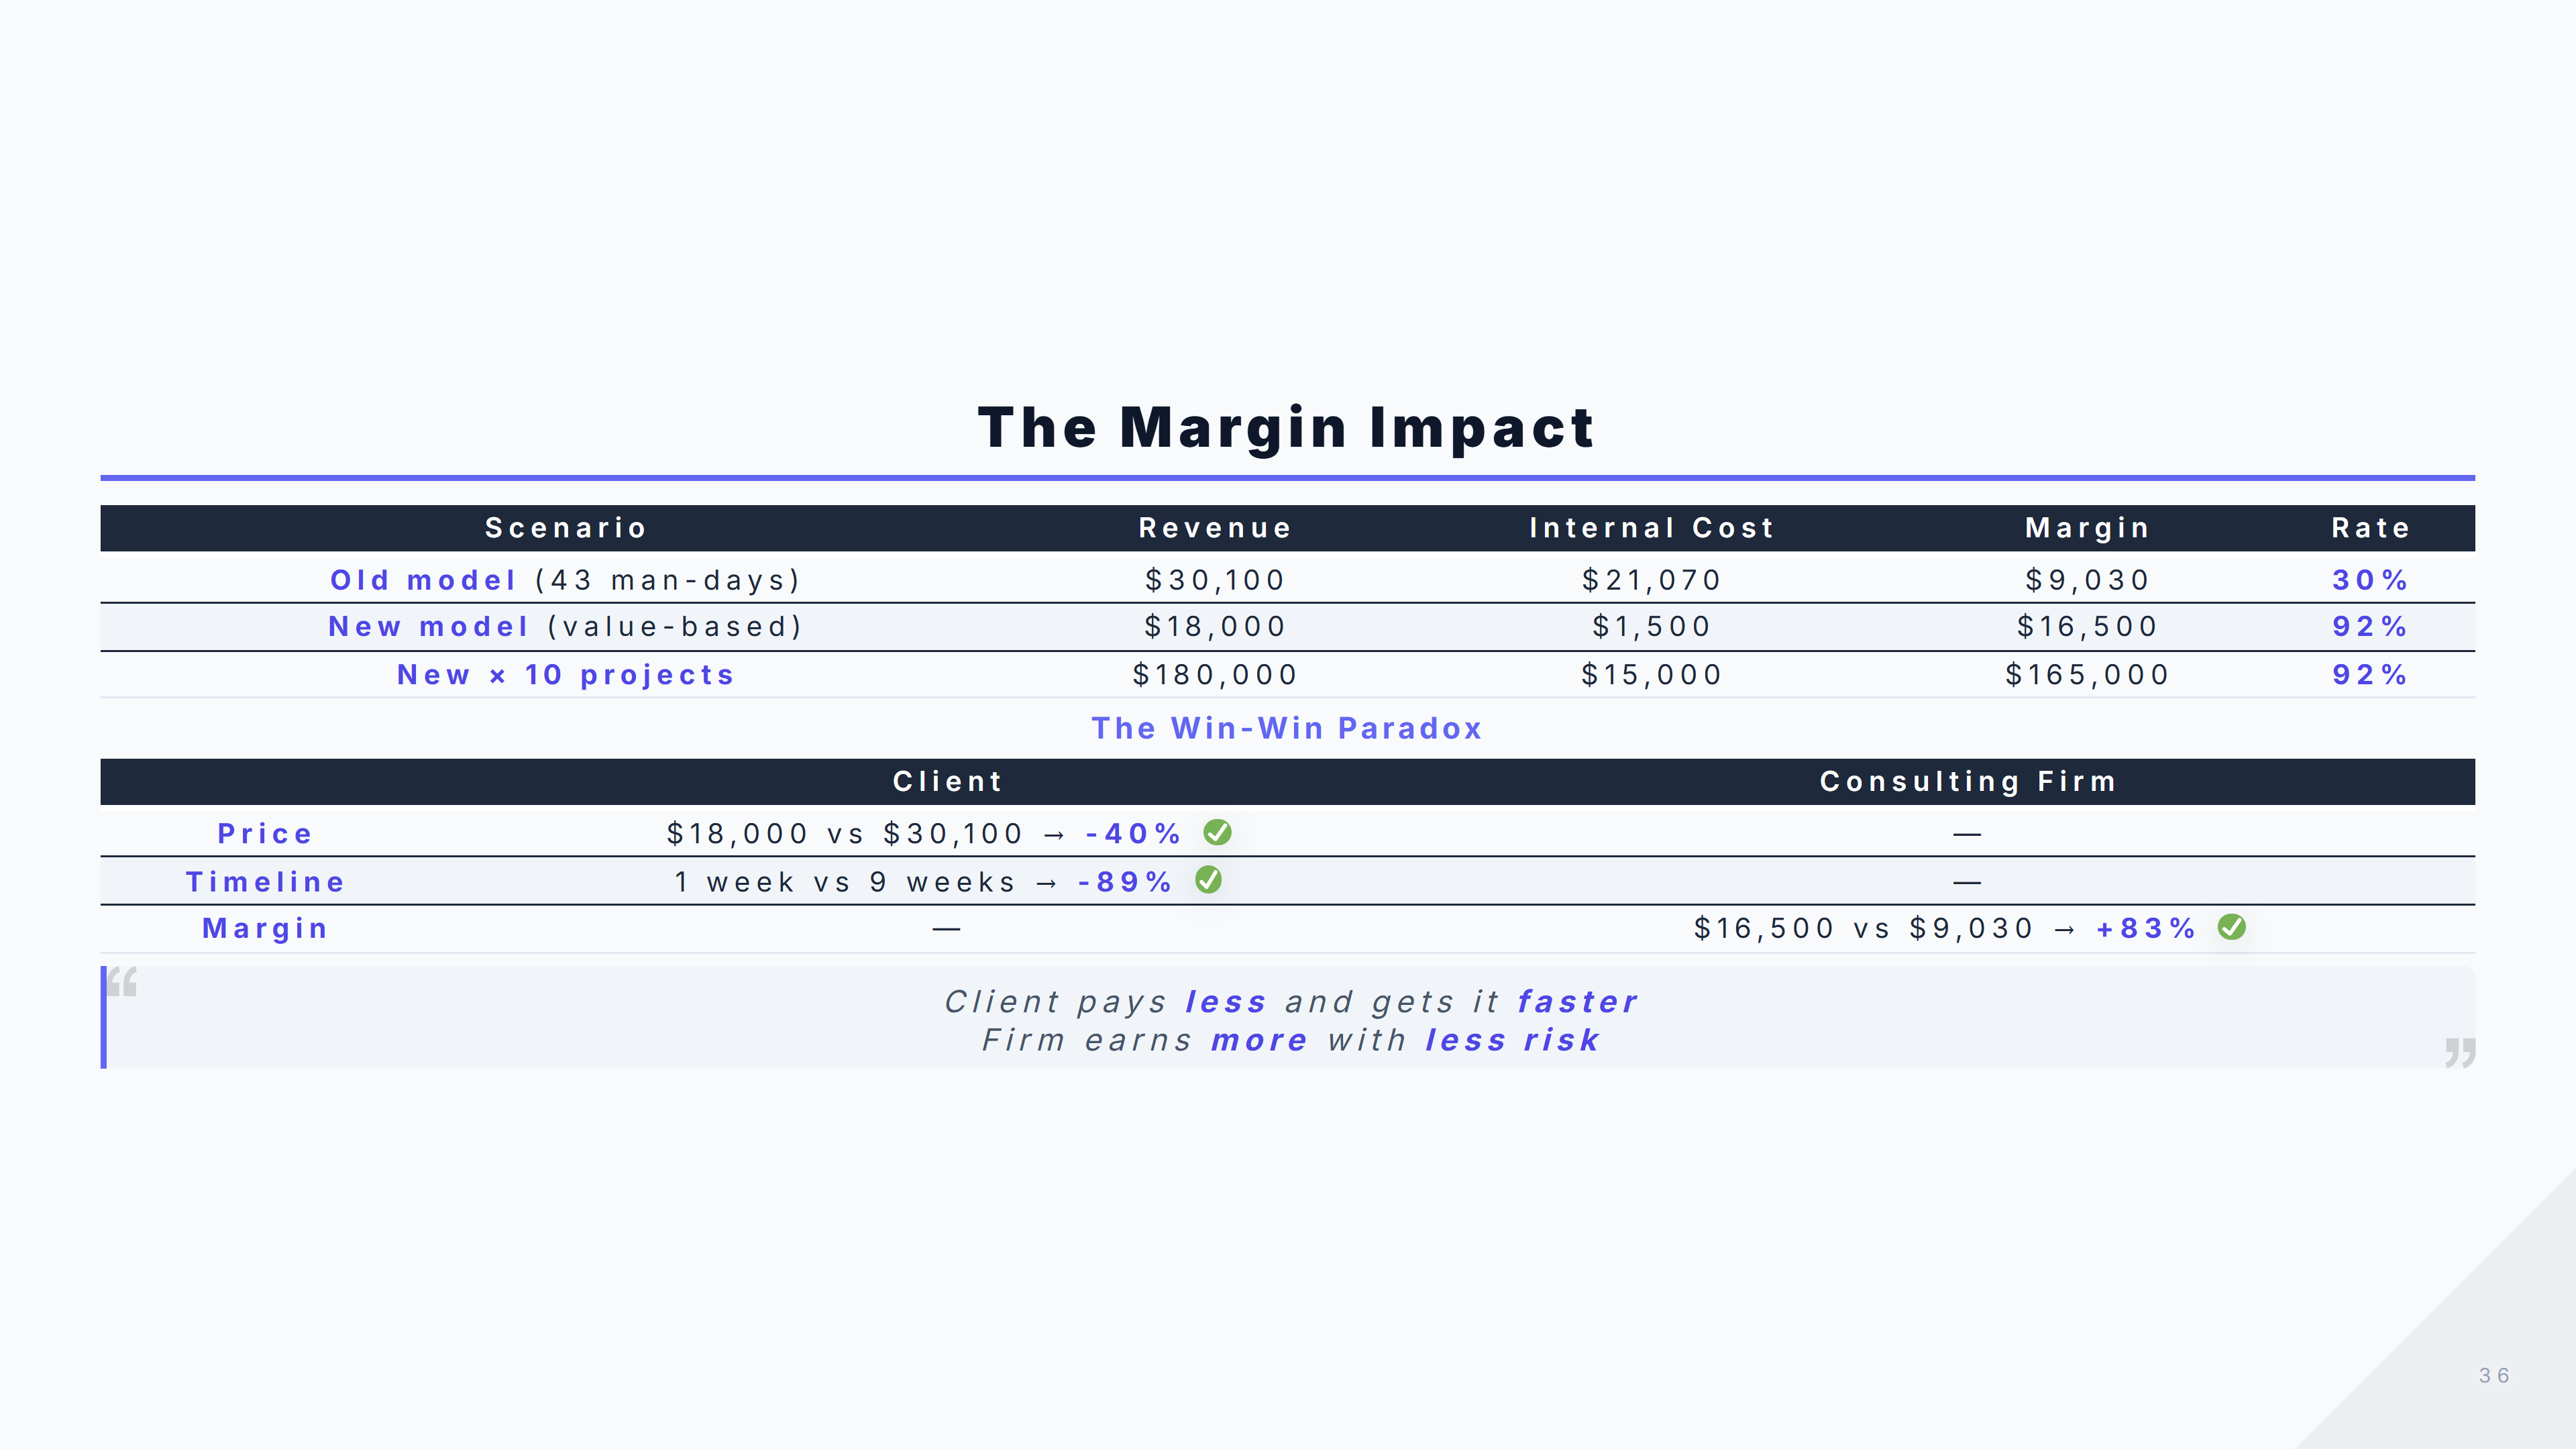 The Margin Impact
Scenario Revenue Internal Cost Margin Rate
Old model (43 man-days) $30,100 $21,070 $9,030 30%
New model (value-based) $18,000 $1,500 $16,500 92%
New × 10 projects $180,000 $15,000 $165,000 92%
The Win-Win Paradox
Client Consulting Firm
Price $18,000 vs $30,100 → -40% ✅ —
Timeline 1 week vs 9 weeks → -89% ✅ —
Margin — $16,500 vs $9,030 → +83% ✅
“
Client pays less and gets it faster
Firm earns more with less risk
”
36